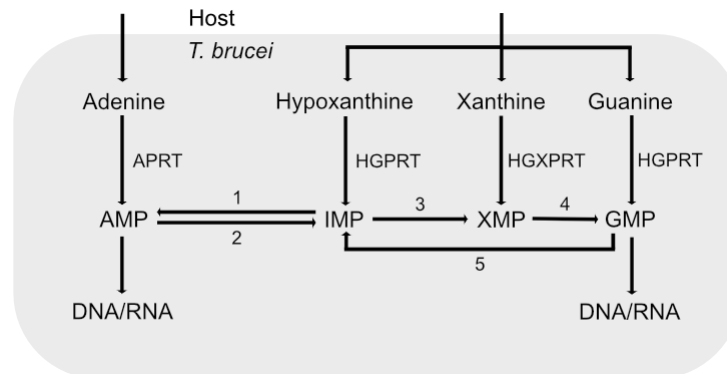 Host
T. brucei
Adenine Hypoxanthine Xanthine Guanine
APRT HGPRT HGXPRT HGPRT
1 3 4
AMP IMP XMP GMP
2 5
DNA/RNA DNA/RNA